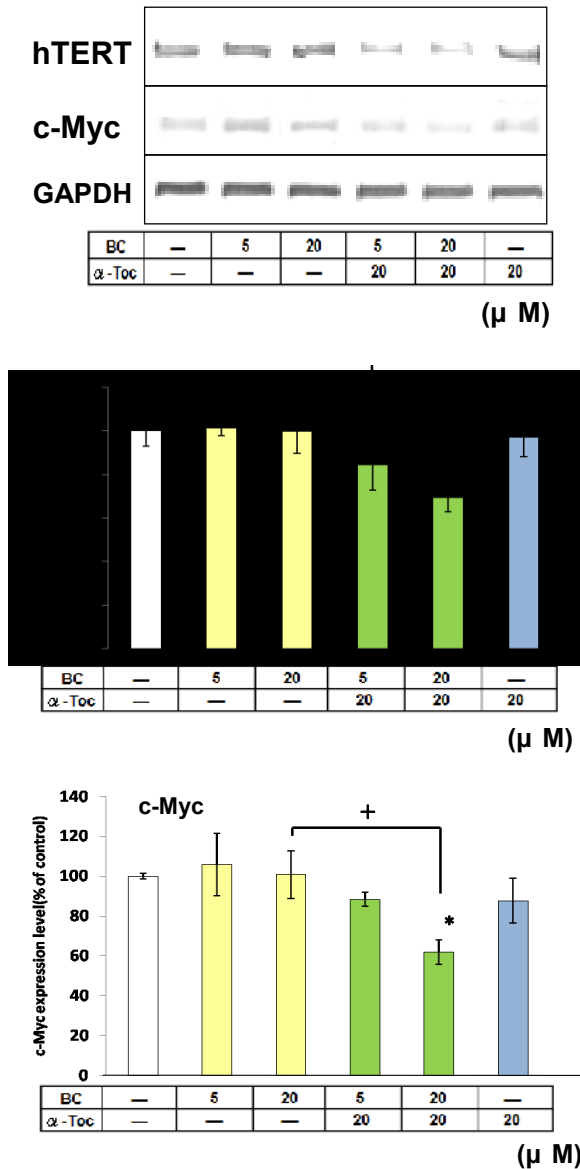 hTERT
c-Myc
GAPDH
BC — 5 20 5 20 —
α-Toc — — — 20 20 20
(μ M)
BC — 5 20 5 20 —
α-Toc — — — 20 20 20
(μ M)
140
120
100
80
60
40
20
0
c-Myc expression level(% of control)
c-Myc
+
*
BC — 5 20 5 20 —
α-Toc — — — 20 20 20
(μ M)